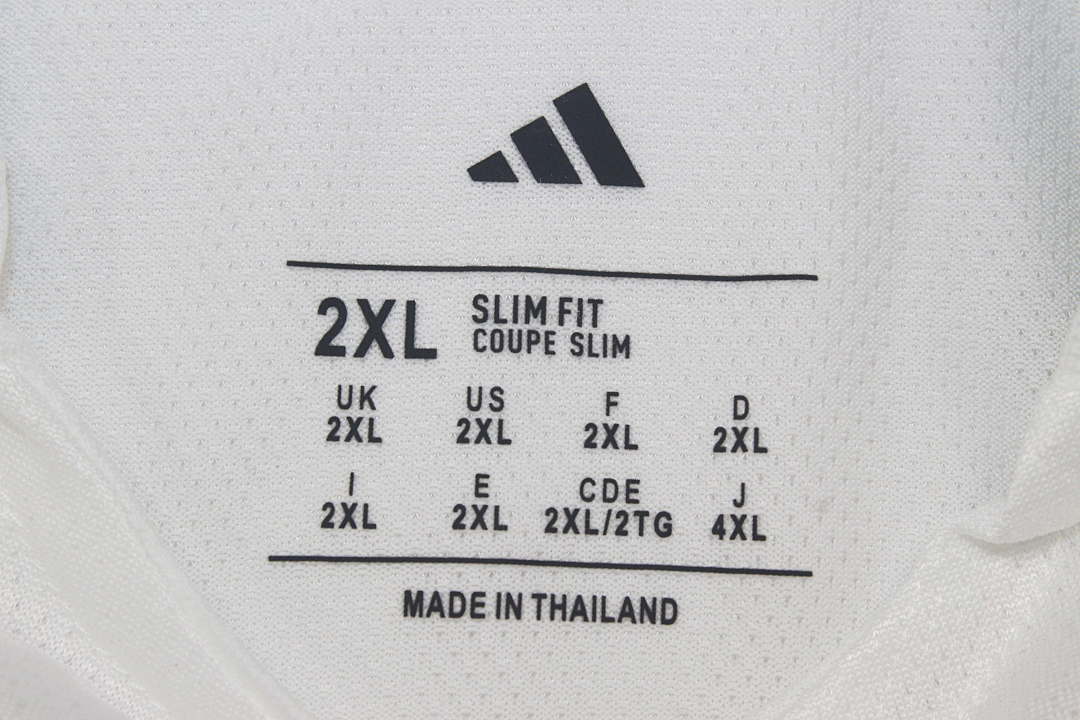 2XL SLIM FIT
COUPE SLIM
UK US F D
2XL 2XL 2XL 2XL
I E CDE J
2XL 2XL 2XL/2TG 4XL
MADE IN THAILAND